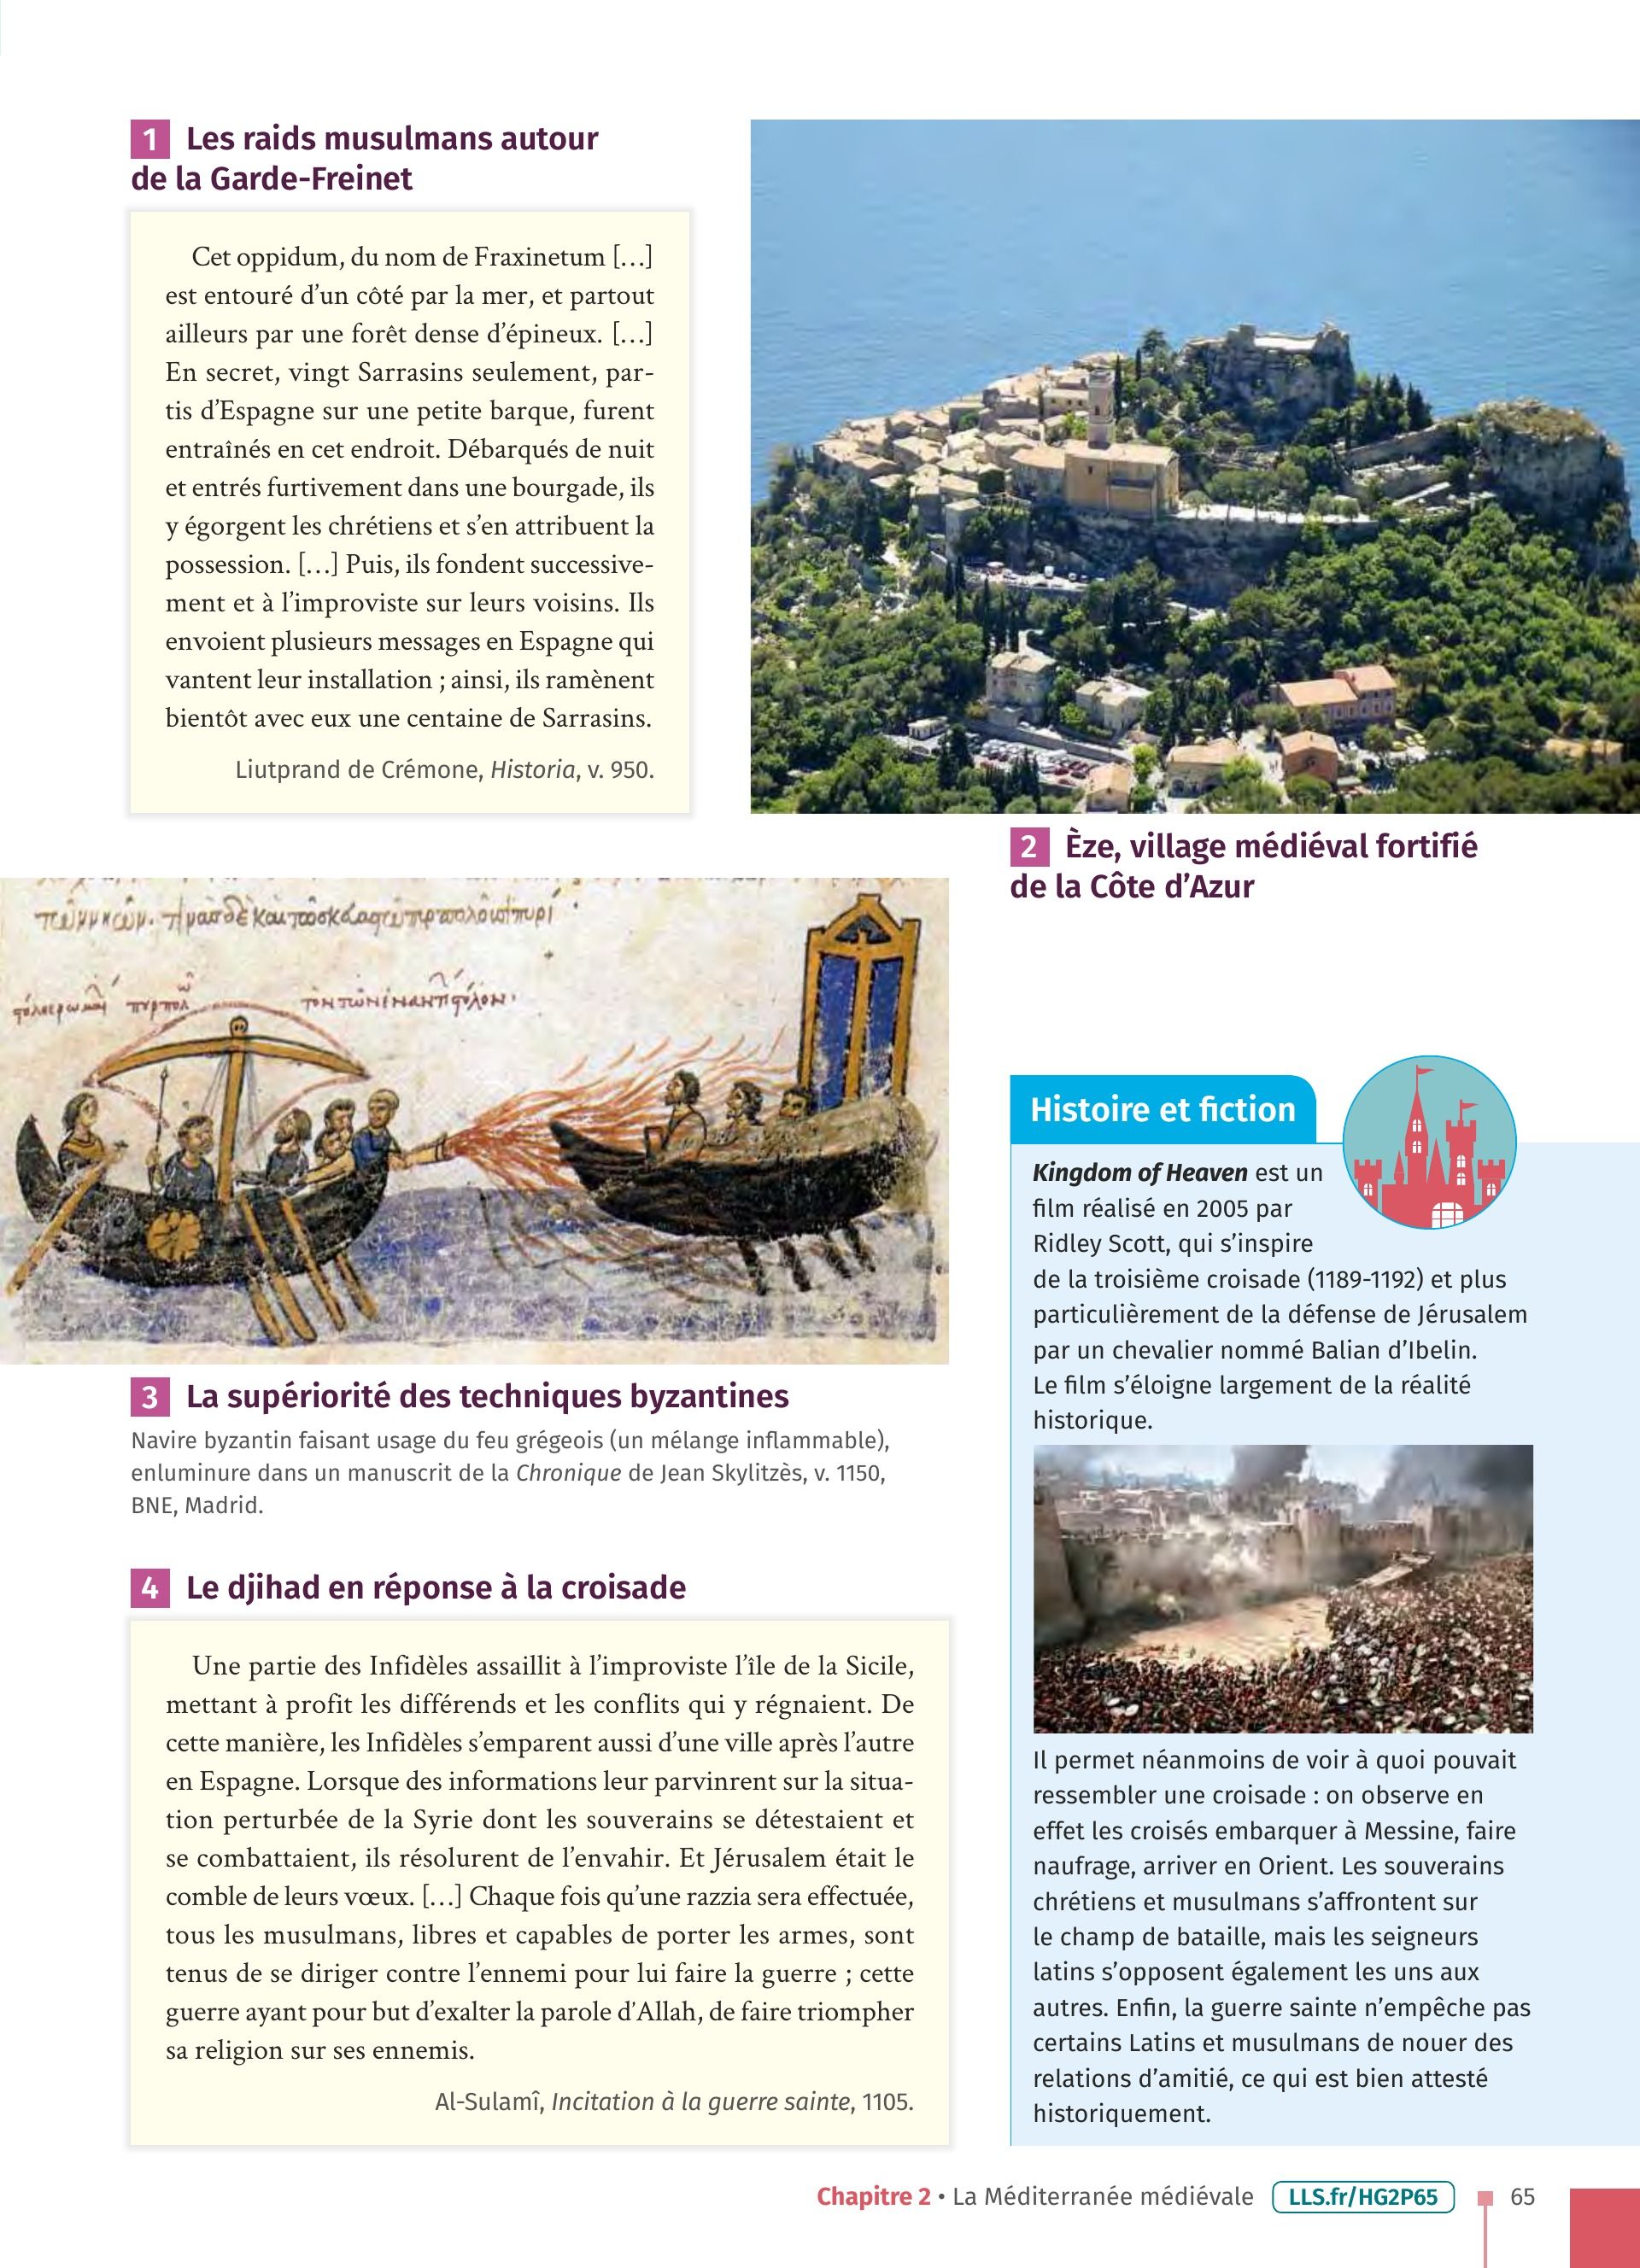 1 Les raids musulmans autour
de la Garde-Freinet
Cet oppidum, du nom de Fraxinetum […]
est entouré d’un côté par la mer, et partout
ailleurs par une forêt dense d’épineux. […]
En secret, vingt Sarrasins seulement, par-
tis d’Espagne sur une petite barque, furent
entraînés en cet endroit. Débarqués de nuit
et entrés furtivement dans une bourgade, ils
y égorgent les chrétiens et s’en attribuent la
possession. […] Puis, ils fondent successive-
ment et à l’improviste sur leurs voisins. Ils
envoient plusieurs messages en Espagne qui
vantent leur installation ; ainsi, ils ramènent
bientôt avec eux une centaine de Sarrasins.
Liutprand de Crémone, Historia, v. 950.
2 Èze, village médiéval fortifié
de la Côte d’Azur
3 La supériorité des techniques byzantines
Navire byzantin faisant usage du feu grégeois (un mélange inflammable),
enluminure dans un manuscrit de la Chronique de Jean Skylitzès, v. 1150,
BNE, Madrid.
4 Le djihad en réponse à la croisade
Une partie des Infidèles assaillit à l’improviste l’île de la Sicile,
mettant à profit les différends et les conflits qui y régnaient. De
cette manière, les Infidèles s’emparent aussi d’une ville après l’autre
en Espagne. Lorsque des informations leur parvinrent sur la situa-
tion perturbée de la Syrie dont les souverains se détestaient et
se combattaient, ils résolurent de l’envahir. Et Jérusalem était le
comble de leurs vœux. […] Chaque fois qu’une razzia sera effectuée,
tous les musulmans, libres et capables de porter les armes, sont
tenus de se diriger contre l’ennemi pour lui faire la guerre ; cette
guerre ayant pour but d’exalter la parole d’Allah, de faire triompher
sa religion sur ses ennemis.
Al-Sulamî, Incitation à la guerre sainte, 1105.
Histoire et fiction
Kingdom of Heaven est un
film réalisé en 2005 par
Ridley Scott, qui s’inspire
de la troisième croisade (1189-1192) et plus
particulièrement de la défense de Jérusalem
par un chevalier nommé Balian d’Ibelin.
Le film s’éloigne largement de la réalité
historique.
Il permet néanmoins de voir à quoi pouvait
ressembler une croisade : on observe en
effet les croisés embarquer à Messine, faire
naufrage, arriver en Orient. Les souverains
chrétiens et musulmans s’affrontent sur
le champ de bataille, mais les seigneurs
latins s’opposent également les uns aux
autres. Enfin, la guerre sainte n’empêche pas
certains Latins et musulmans de nouer des
relations d’amitié, ce qui est bien attesté
historiquement.
Chapitre 2 • La Méditerranée médiévale LLS.fr/HG2P65 65